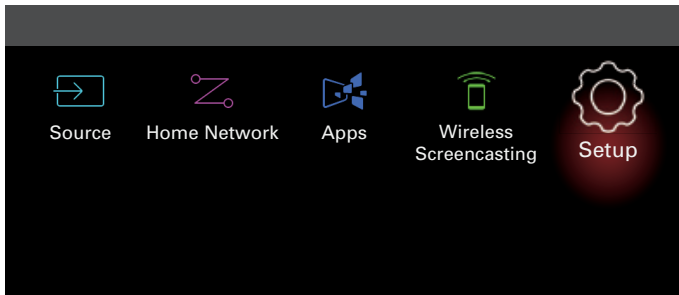 Source
Home Network
Apps
Wireless
Screencasting
Setup